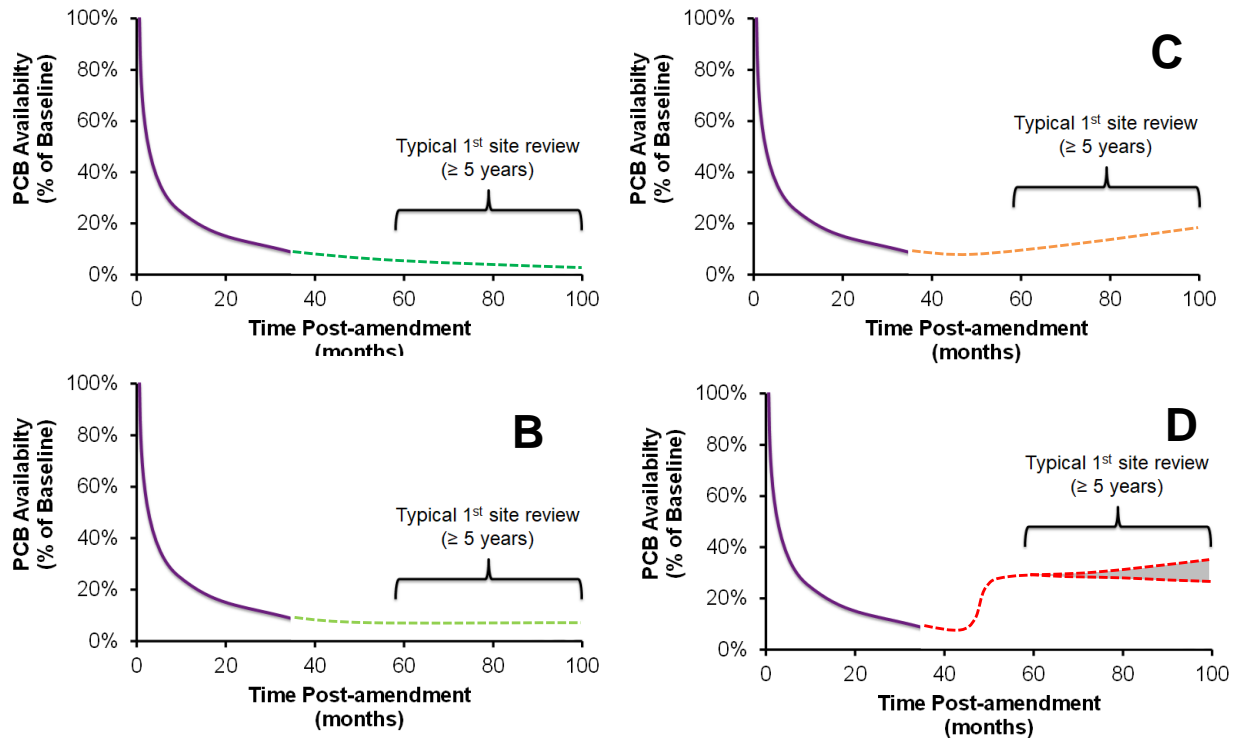 PCB Availabilty
(% of Baseline)
100%
80%
60%
40%
20%
0%
Typical 1st site review
(≥ 5 years)
0 20 40 60 80 100
Time Post-amendment
(months)
PCB Availabilty
(% of Baseline)
100%
80%
60%
40%
20%
0%
C
Typical 1st site review
(≥ 5 years)
0 20 40 60 80 100
Time Post-amendment
(months)
PCB Availabilty
(% of Baseline)
100%
80%
60%
40%
20%
0%
B
Typical 1st site review
(≥ 5 years)
0 20 40 60 80 100
Time Post-amendment
(months)
PCB Availabilty
(% of Baseline)
100%
80%
60%
40%
20%
0%
D
Typical 1st site review
(≥ 5 years)
0 20 40 60 80 100
Time Post-amendment
(months)